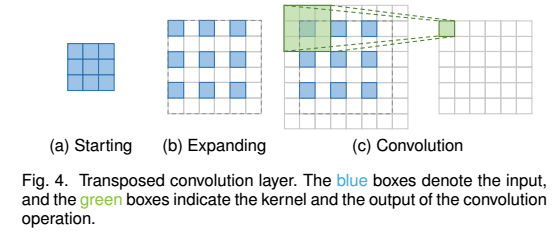 (a) Starting
(b) Expanding
(c) Convolution
Fig. 4. Transposed convolution layer. The blue boxes denote the input,
and the green boxes indicate the kernel and the output of the convolution
operation.